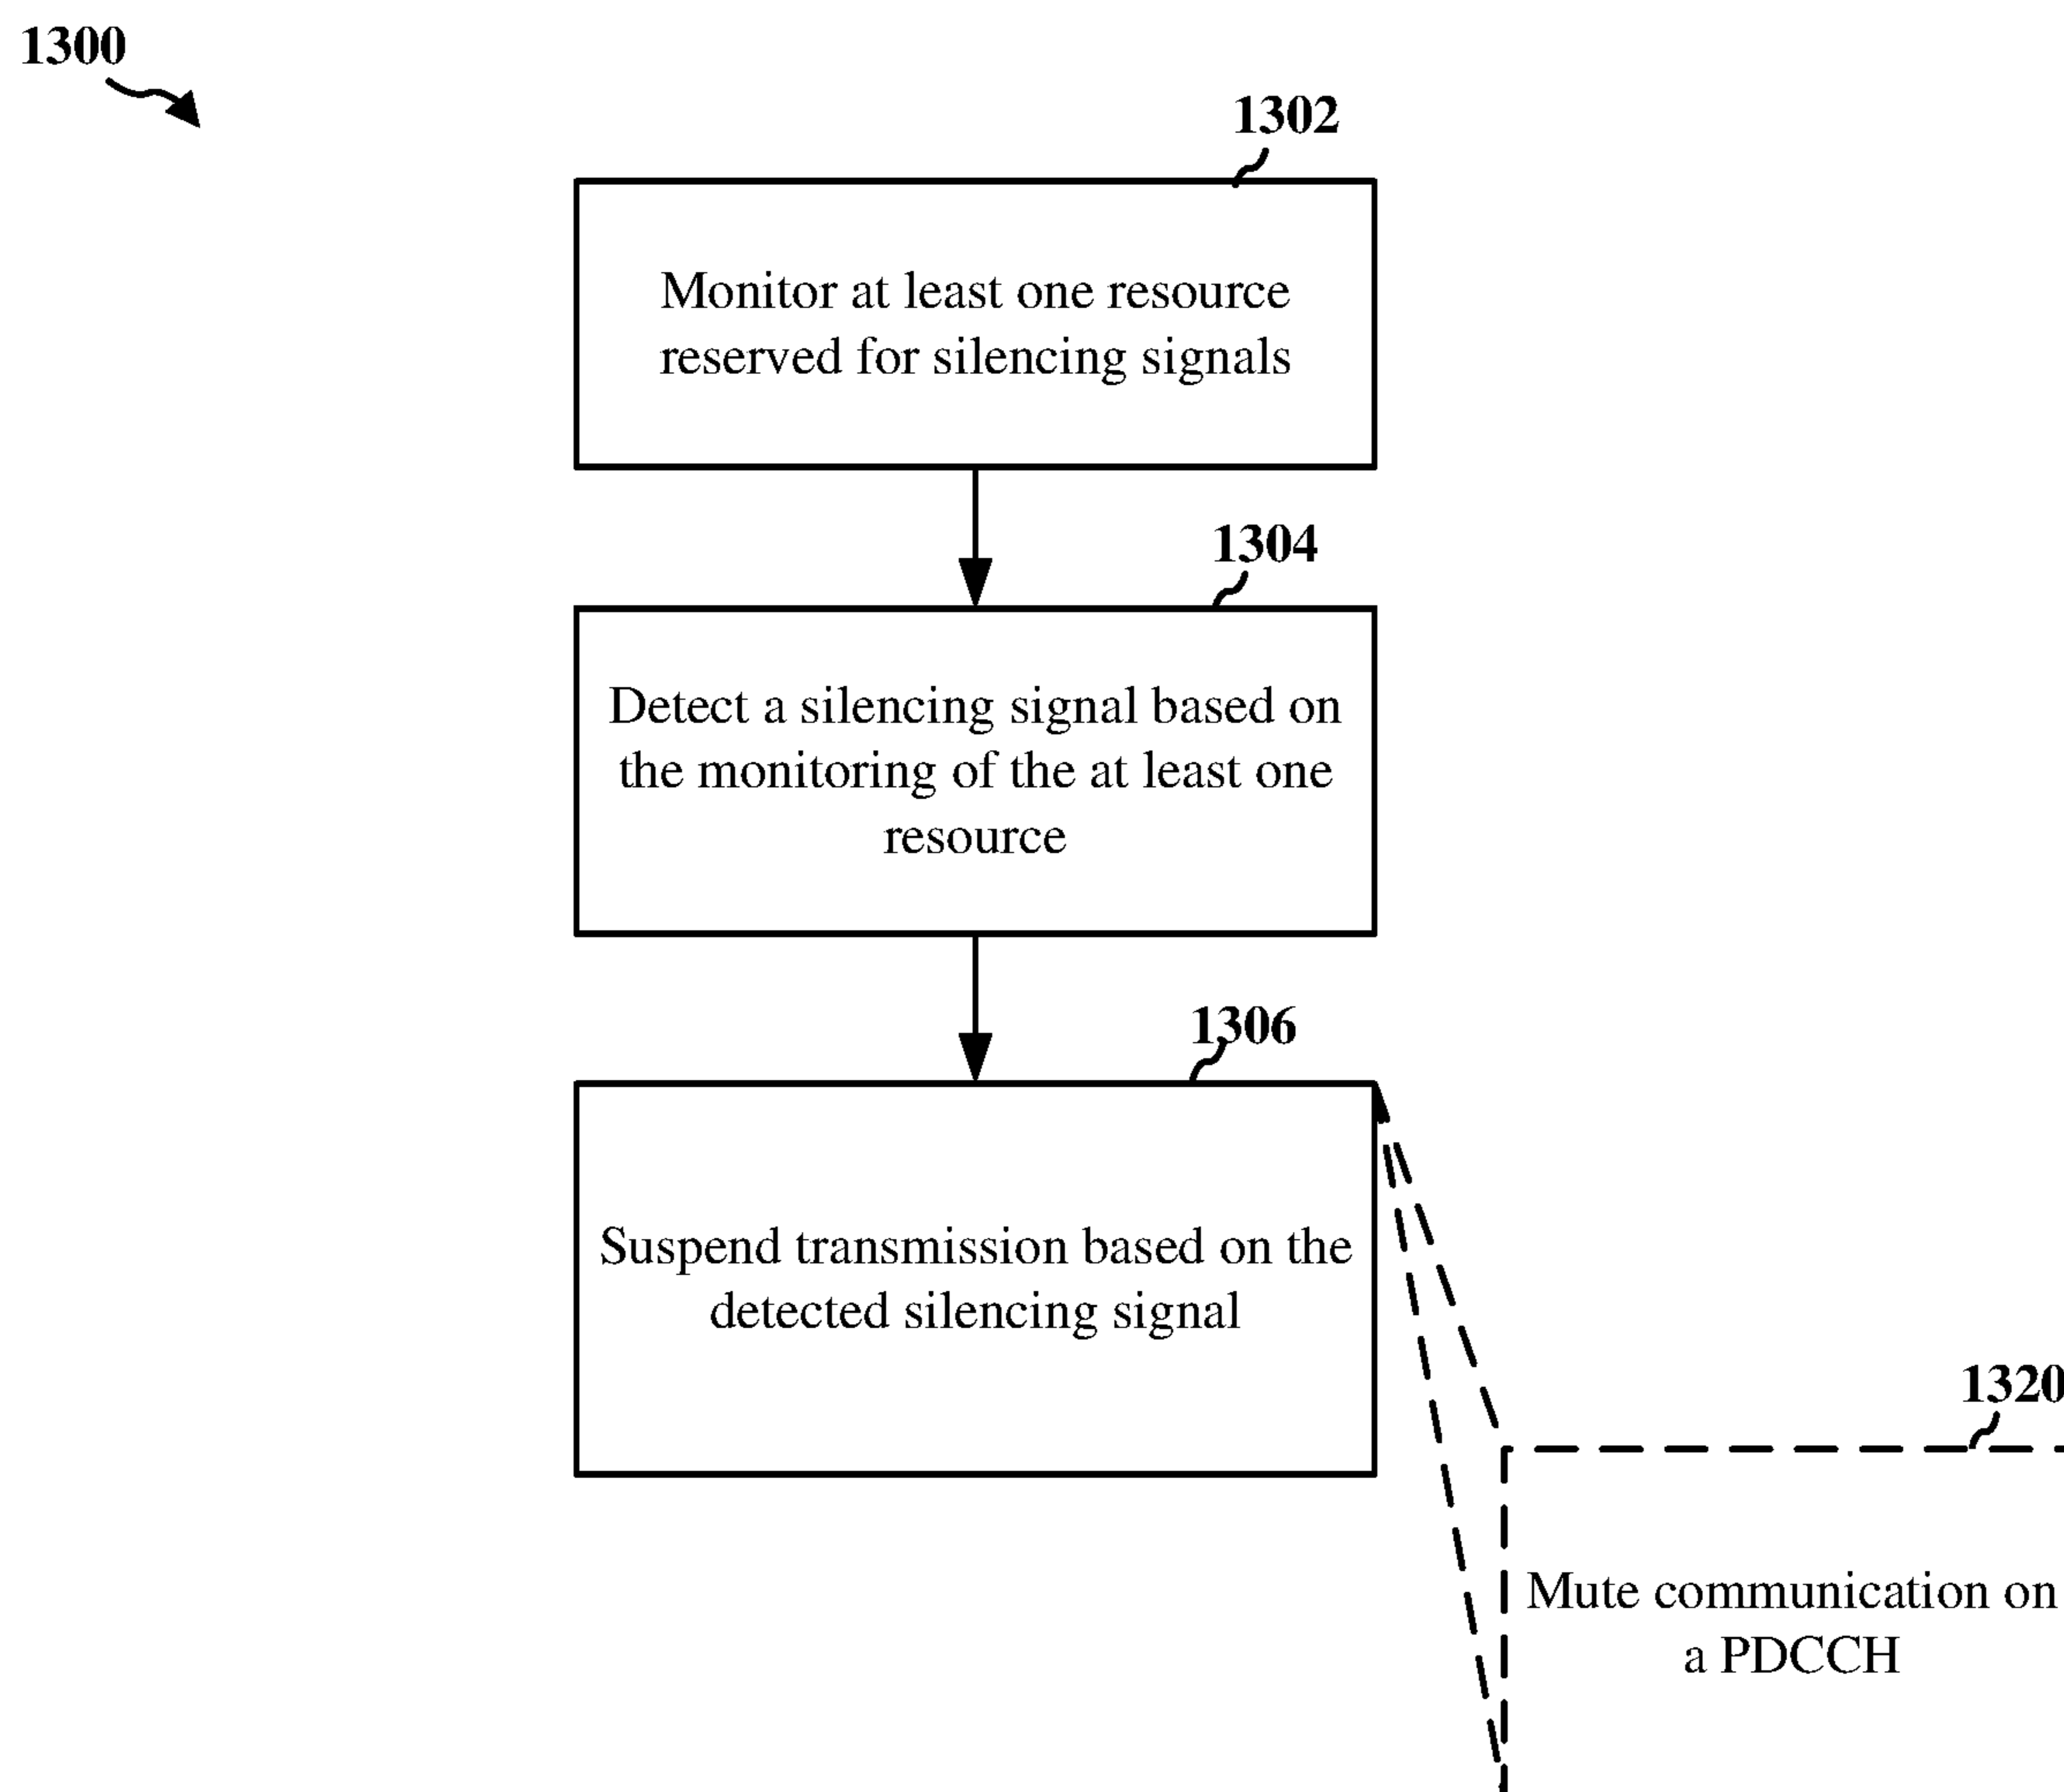 1300
1302
Monitor at least one resource
reserved for silencing signals
1304
Detect a silencing signal based on
the monitoring of the at least one
resource
1306
Suspend transmission based on the
detected silencing signal
1320
Mute communication on
a PDCCH